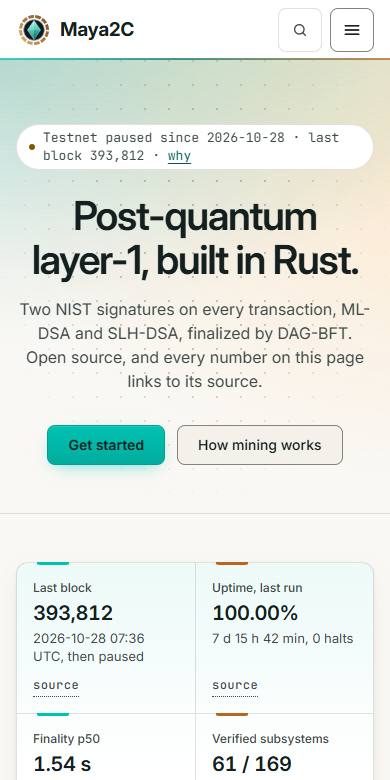 Maya2C
Testnet paused since 2026-10-28 · last
block 393,812 · why
Post-quantum
layer-1, built in Rust.
Two NIST signatures on every transaction, ML-
DSA and SLH-DSA, finalized by DAG-BFT.
Open source, and every number on this page
links to its source.
Get started
How mining works
Last block
393,812
2026-10-28 07:36
UTC, then paused
source
Uptime, last run
100.00%
7 d 15 h 42 min, 0 halts
source
Finality p50
1.54 s
Verified subsystems
61 / 169